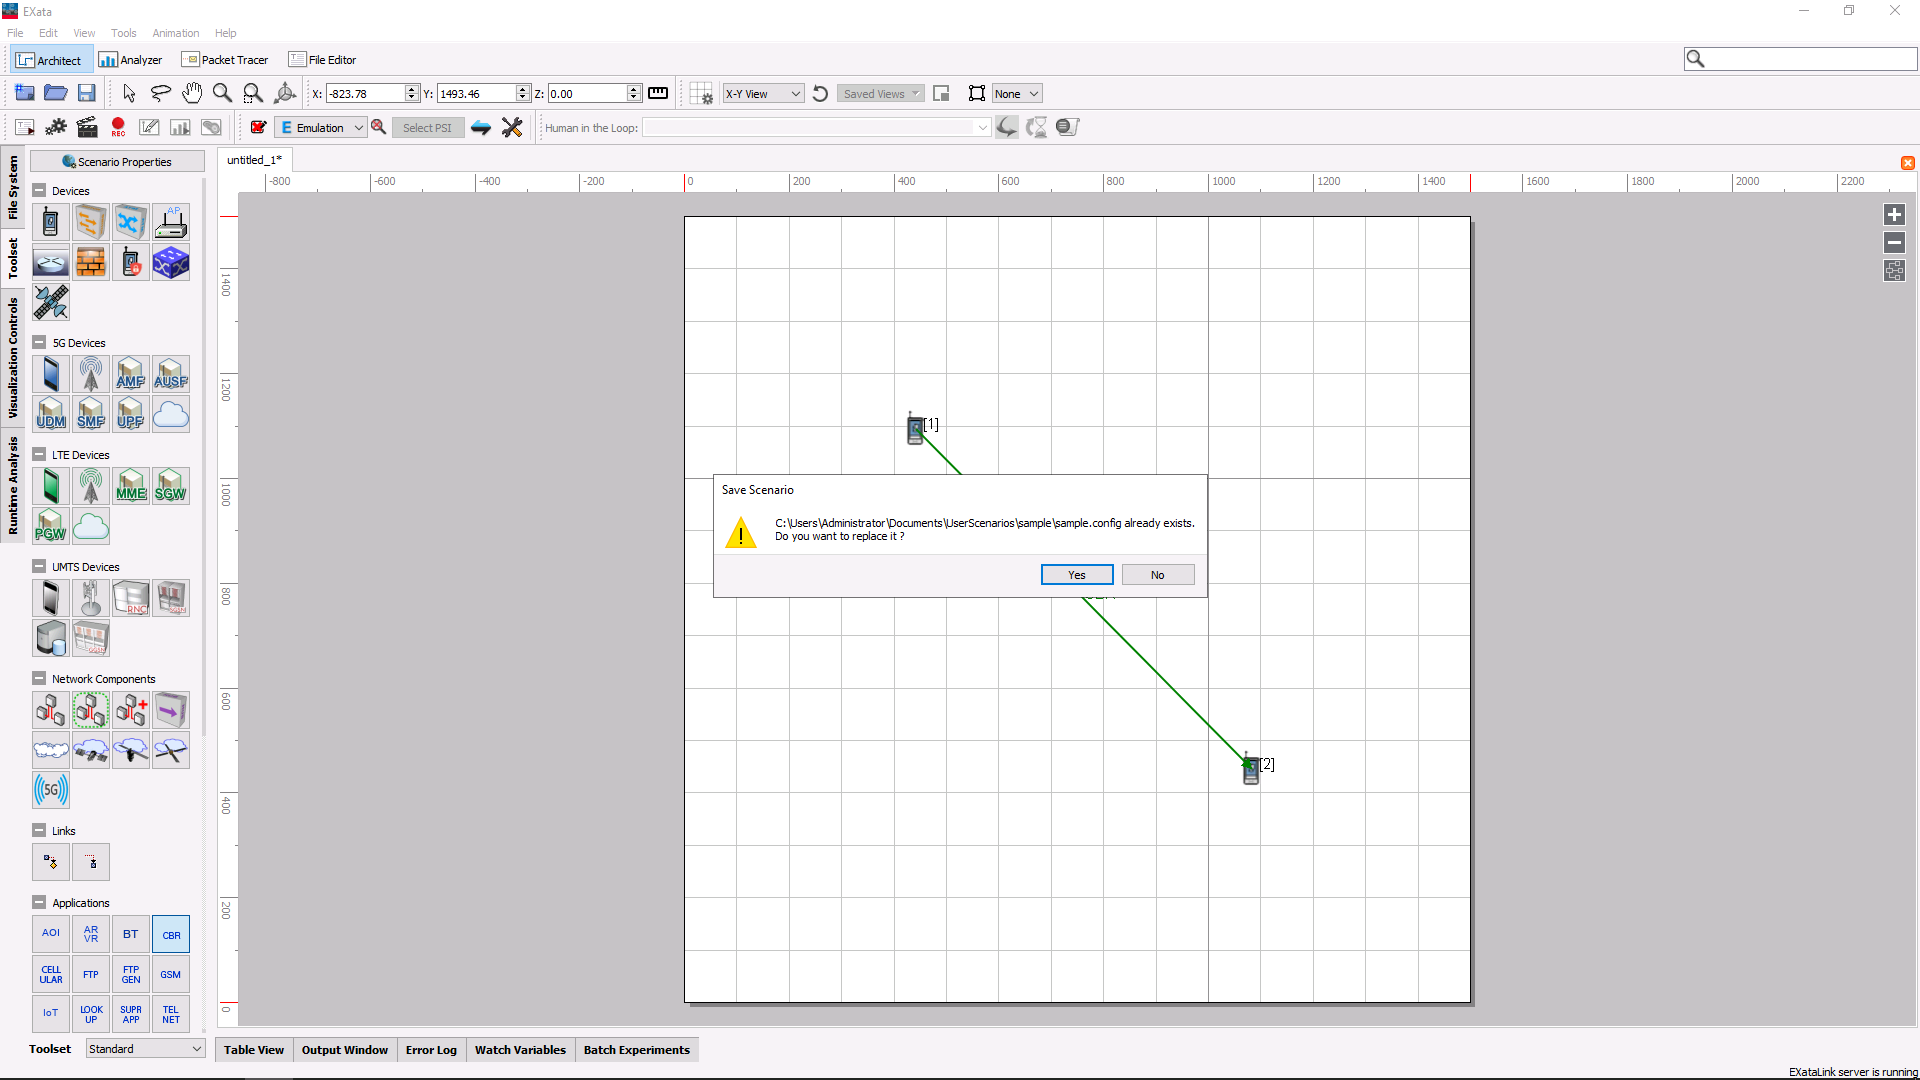 EXata
File Edit View Tools Animation Help
Architect Analyzer Packet Tracer File Editor
X: -823.78 Y: 1493.46 Z: 0.00 X-Y View Saved Views None
REC E Emulation Select PSI Human in the Loop:
File System
Toolset
Visualization Controls
Runtime Analysis
Scenario Properties
untitled_1*
-800 -600 -400 -200 0 200 400 600 800 1000 1200 1400 1600 1800 2000 2200
1400
1200
1000
800
600
400
200
0
Devices
AP
5G Devices
AMF AUSF
UDM SMF UPF
LTE Devices
MME SGW
PGW
UMTS Devices
RNC SGSN
GGSN
Network Components
5G
Links
Applications
AOI AR VR BT CBR
CELL ULAR FTP FTP GEN GSM
IoT LOOK UP SUPR APP TEL NET
Toolset Standard
[1]
Save Scenario
C:\Users\Administrator\Documents\UserScenarios\sample\sample.config already exists.
Do you want to replace it ?
Yes No
[2]
Table View Output Window Error Log Watch Variables Batch Experiments
EXataLink server is running